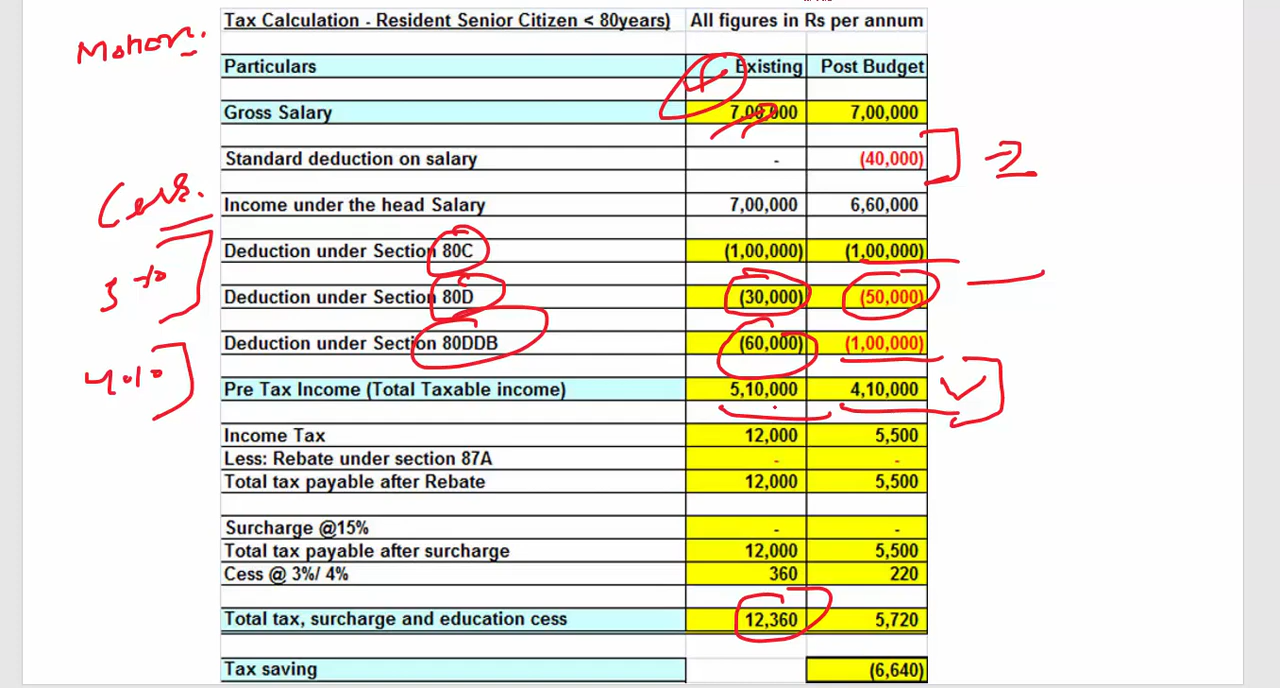 Tax Calculation - Resident Senior Citizen < 80years) All figures in Rs per annum
Particulars Existing Post Budget
Gross Salary 7,00,000 7,00,000
Standard deduction on salary - (40,000)
Income under the head Salary 7,00,000 6,60,000
Deduction under Section 80C (1,00,000) (1,00,000)
Deduction under Section 80D (30,000) (50,000)
3%
Deduction under Section 80DDB (60,000) (1,00,000)
4%
Pre Tax Income (Total Taxable income) 5,10,000 4,10,000
Income Tax 12,000 5,500
Less: Rebate under section 87A - -
Total tax payable after Rebate 12,000 5,500
Surcharge @15% - -
Total tax payable after surcharge 12,000 5,500
Cess @ 3%/ 4% 360 220
Total tax, surcharge and education cess 12,360 5,720
Tax saving (6,640)